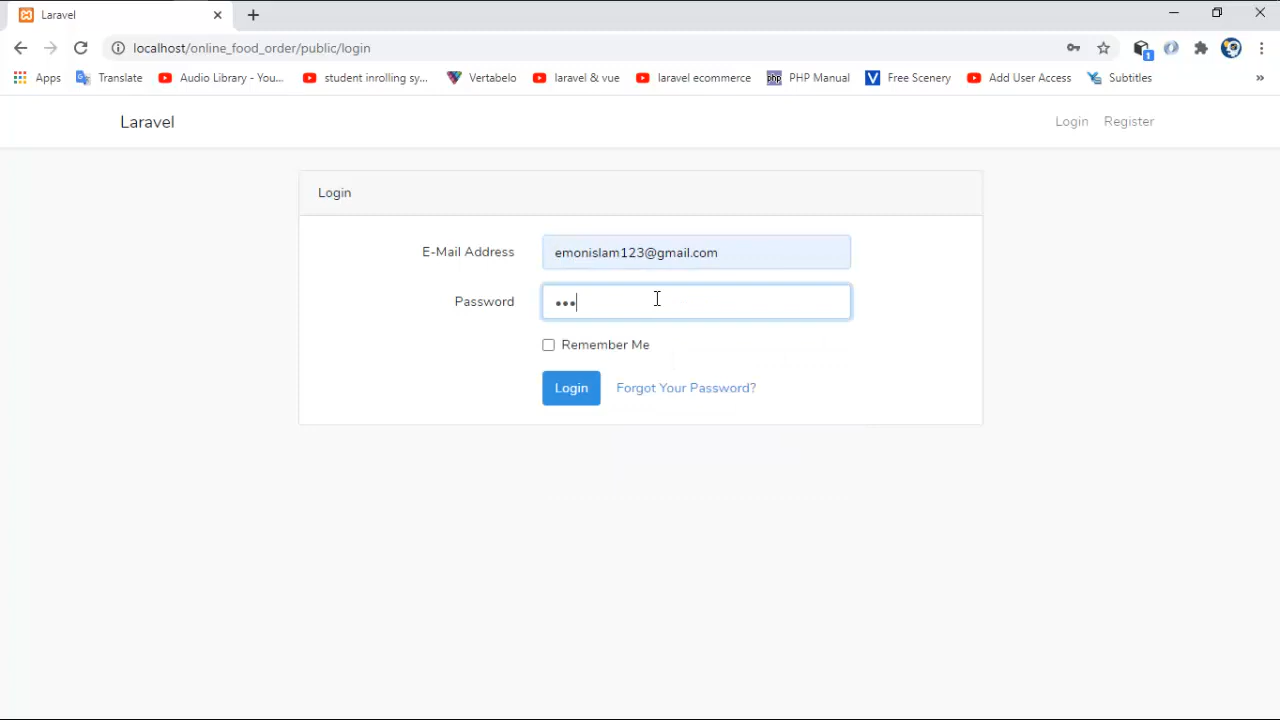 Laravel
localhost/online_food_order/public/login
Apps Translate Audio Library - You... student inrolling sy... Vertabelo laravel & vue laravel ecommerce php PHP Manual V Free Scenery Add User Access Subtitles »
1
Laravel Login Register
Login
E-Mail Address emonislam123@gmail.com
Password •••
Remember Me
Login Forgot Your Password?